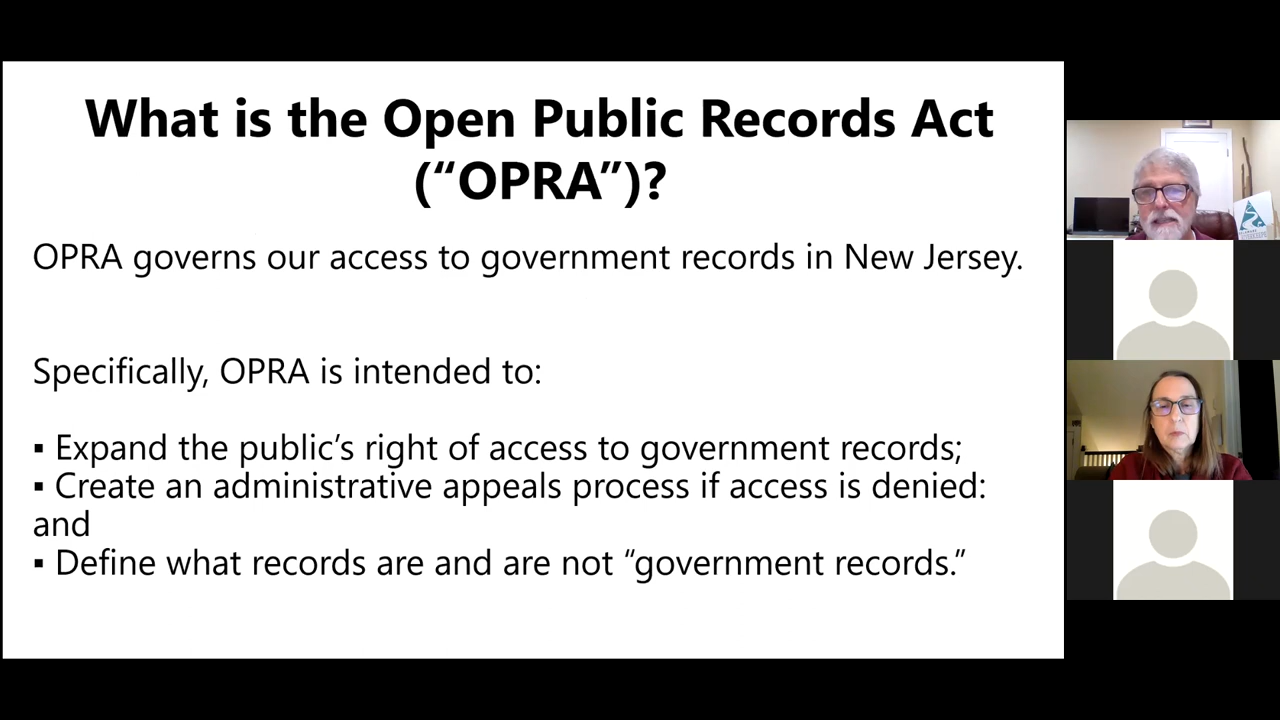 What is the Open Public Records Act
(“OPRA”)?
OPRA governs our access to government records in New Jersey.
Specifically, OPRA is intended to:
▪ Expand the public’s right of access to government records;
▪ Create an administrative appeals process if access is denied:
and
▪ Define what records are and are not “government records.”